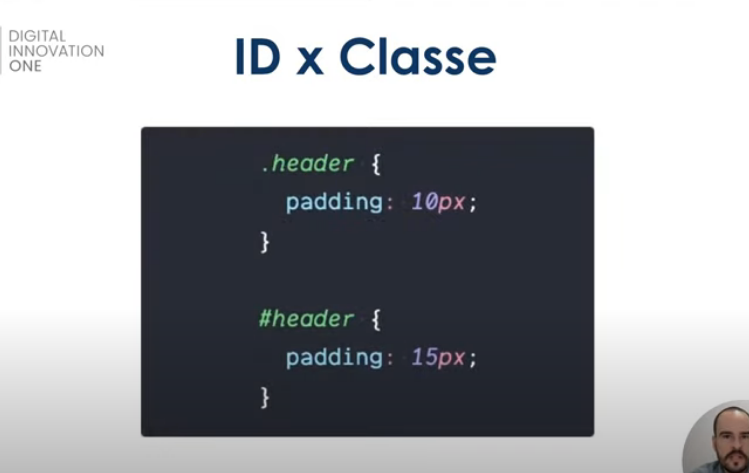 DIGITAL
INNOVATION
ONE
ID x Classe
.header {
  padding: 10px;
}
#header {
  padding: 15px;
}